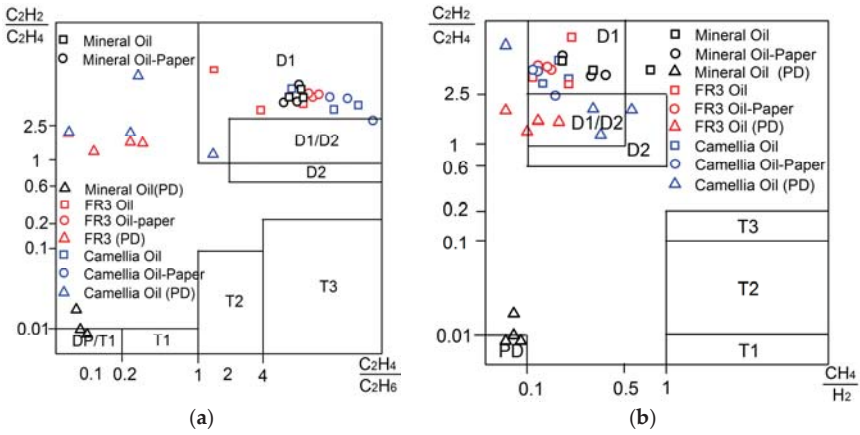 C2H2
C2H4
Mineral Oil
Mineral Oil-Paper
D1
2.5
D1/D2
1
D2
0.6
Mineral Oil(PD)
FR3 Oil
0.2
FR3 Oil-paper
0.1
FR3 (PD)
Camellia Oil
Camellia Oil-Paper
Camellia Oil (PD)
T2
T3
0.01
DP/T1
T1
0.1 0.2 1 2 4
C2H4
C2H6
(a)
C2H2
C2H4
D1
Mineral Oil
Mineral Oil-Paper
Mineral Oil (PD)
2.5
FR3 Oil
FR3 Oil-Paper
D1/D2
FR3 Oil (PD)
1
D2
Camellia Oil
0.6
Camellia Oil-Paper
Camellia Oil (PD)
0.2
T3
0.1
T2
0.01
PD
T1
0.1 0.5 1
CH4
H2
(b)